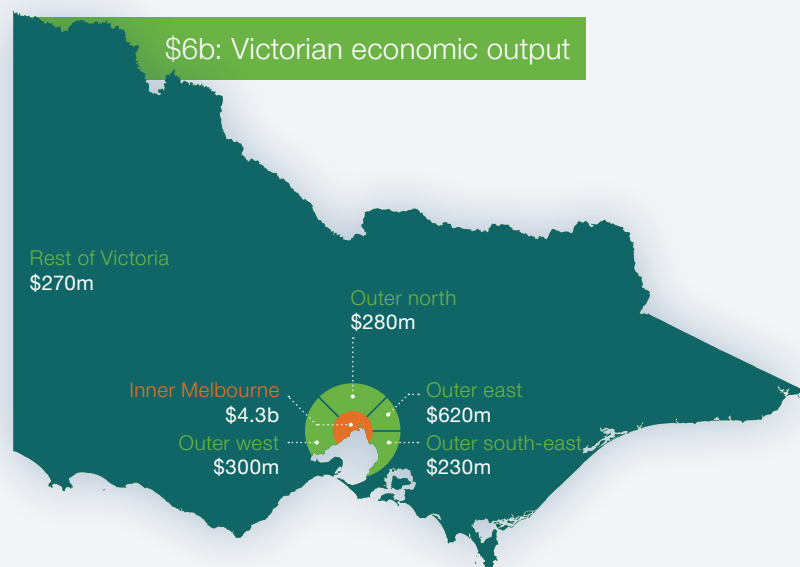 $6b: Victorian economic output
Rest of Victoria
$270m
Outer north
$280m
Inner Melbourne
$4.3b
Outer east
$620m
Outer west
$300m
Outer south-east
$230m